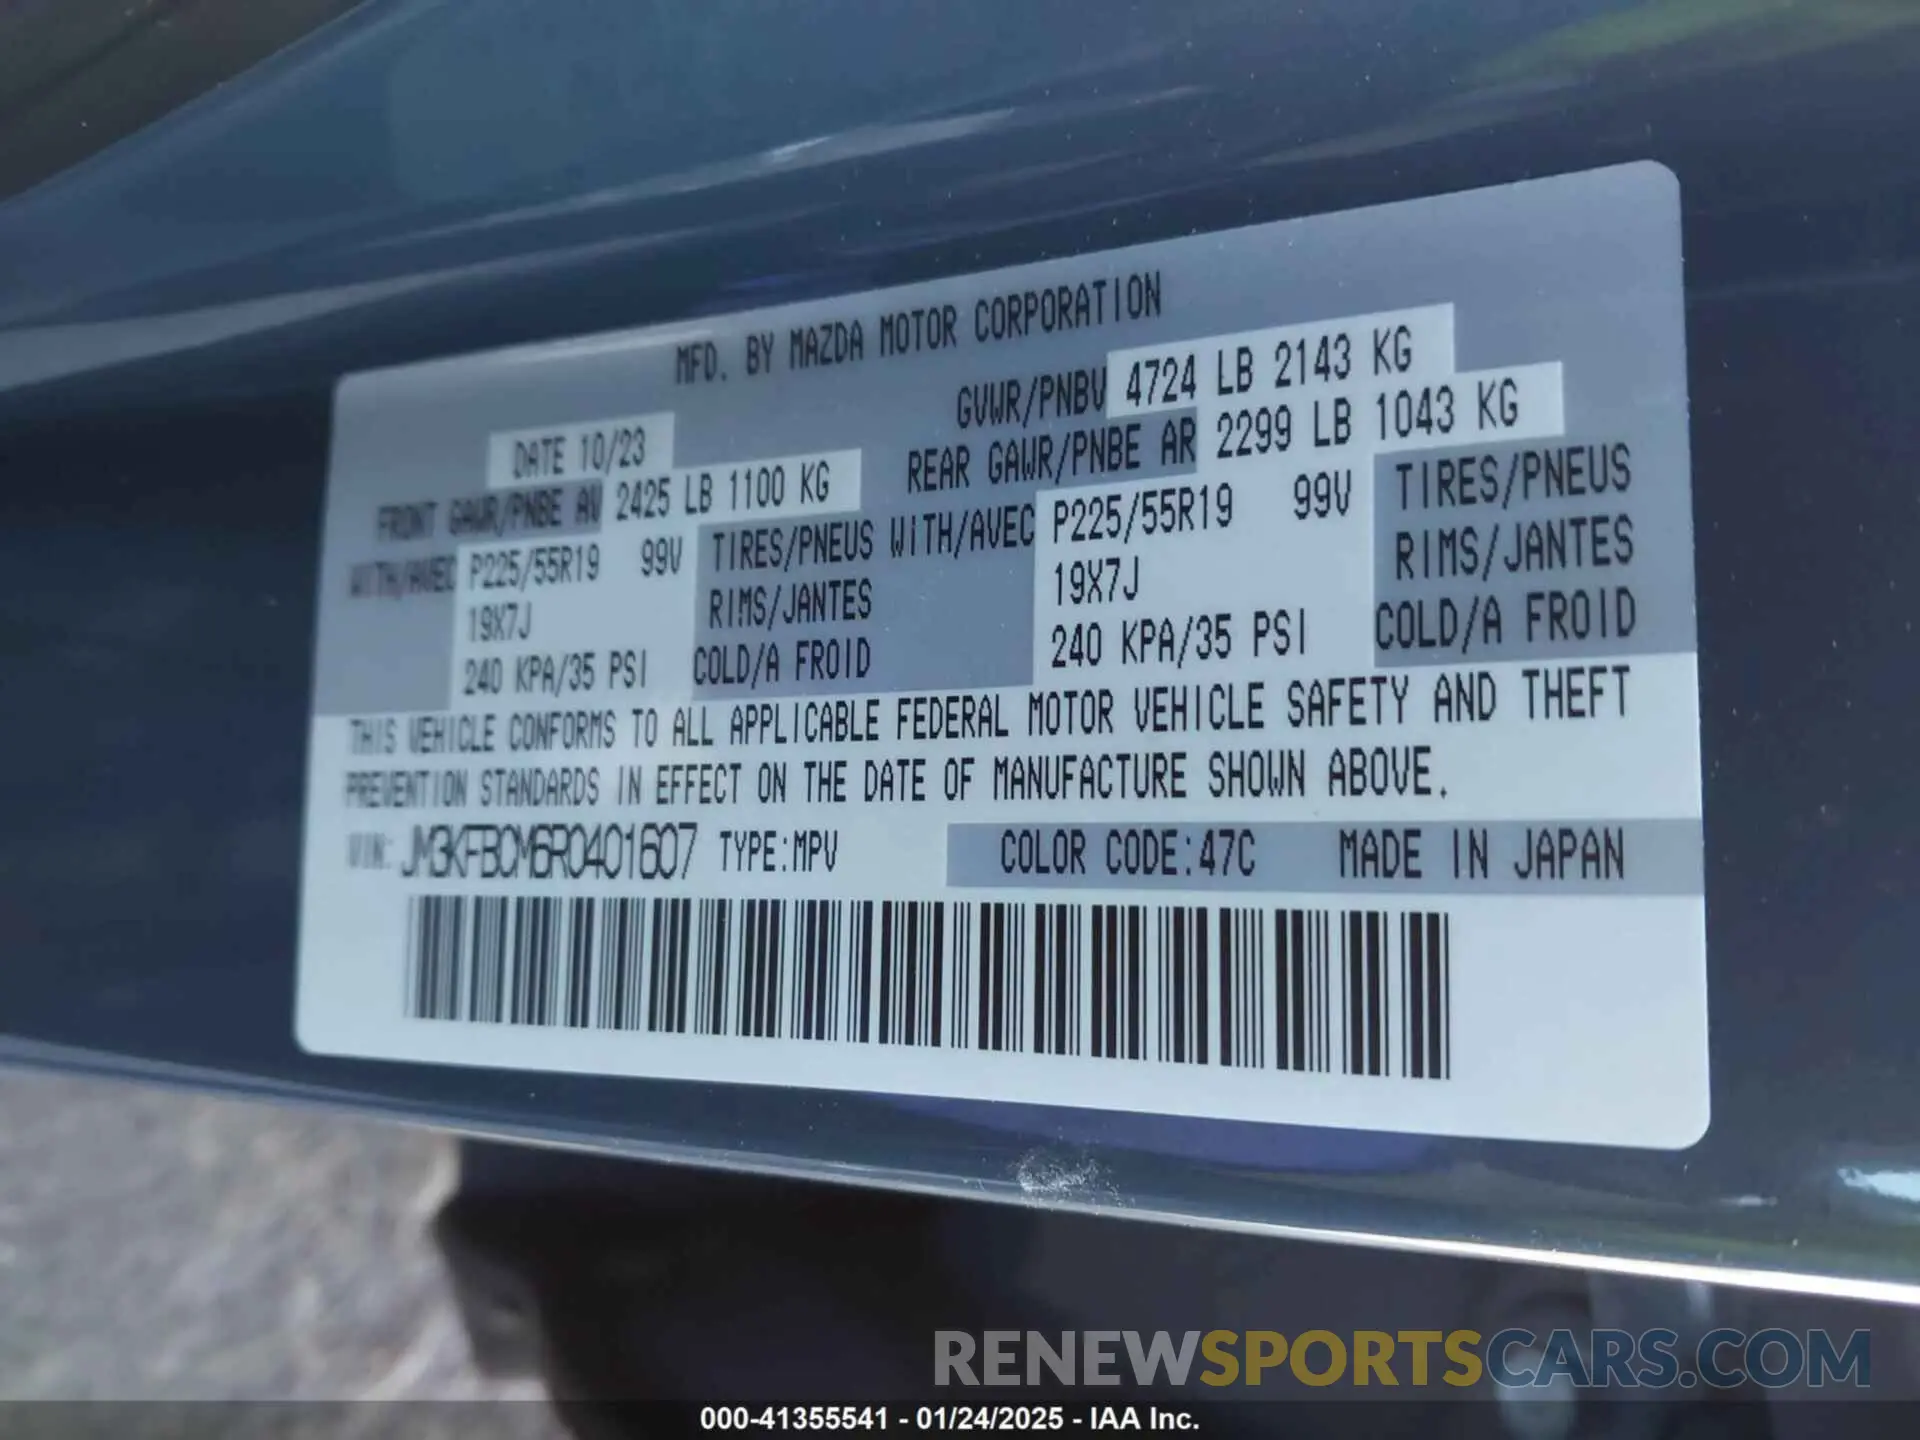 MFD. BY MAZDA MOTOR CORPORATION
DATE 10/23 GVWR/PNBV 4724 LB 2143 KG
FRONT GAWR/PNBE AV 2425 LB 1100 KG REAR GAWR/PNBE AR 2299 LB 1043 KG
WITH/AVEC P225/55R19 99V TIRES/PNEUS WITH/AVEC P225/55R19 99V TIRES/PNEUS
19X7J RIMS/JANTES 19X7J RIMS/JANTES
240 KPA/35 PSI COLD/A FROID 240 KPA/35 PSI COLD/A FROID
THIS VEHICLE CONFORMS TO ALL APPLICABLE FEDERAL MOTOR VEHICLE SAFETY AND THEFT
PREVENTION STANDARDS IN EFFECT ON THE DATE OF MANUFACTURE SHOWN ABOVE.
VIN: JM3KFBCM6R0401607 TYPE:MPV COLOR CODE:47C MADE IN JAPAN
RENEWSPORTSCARS.COM
000-41355541 - 01/24/2025 - IAA Inc.